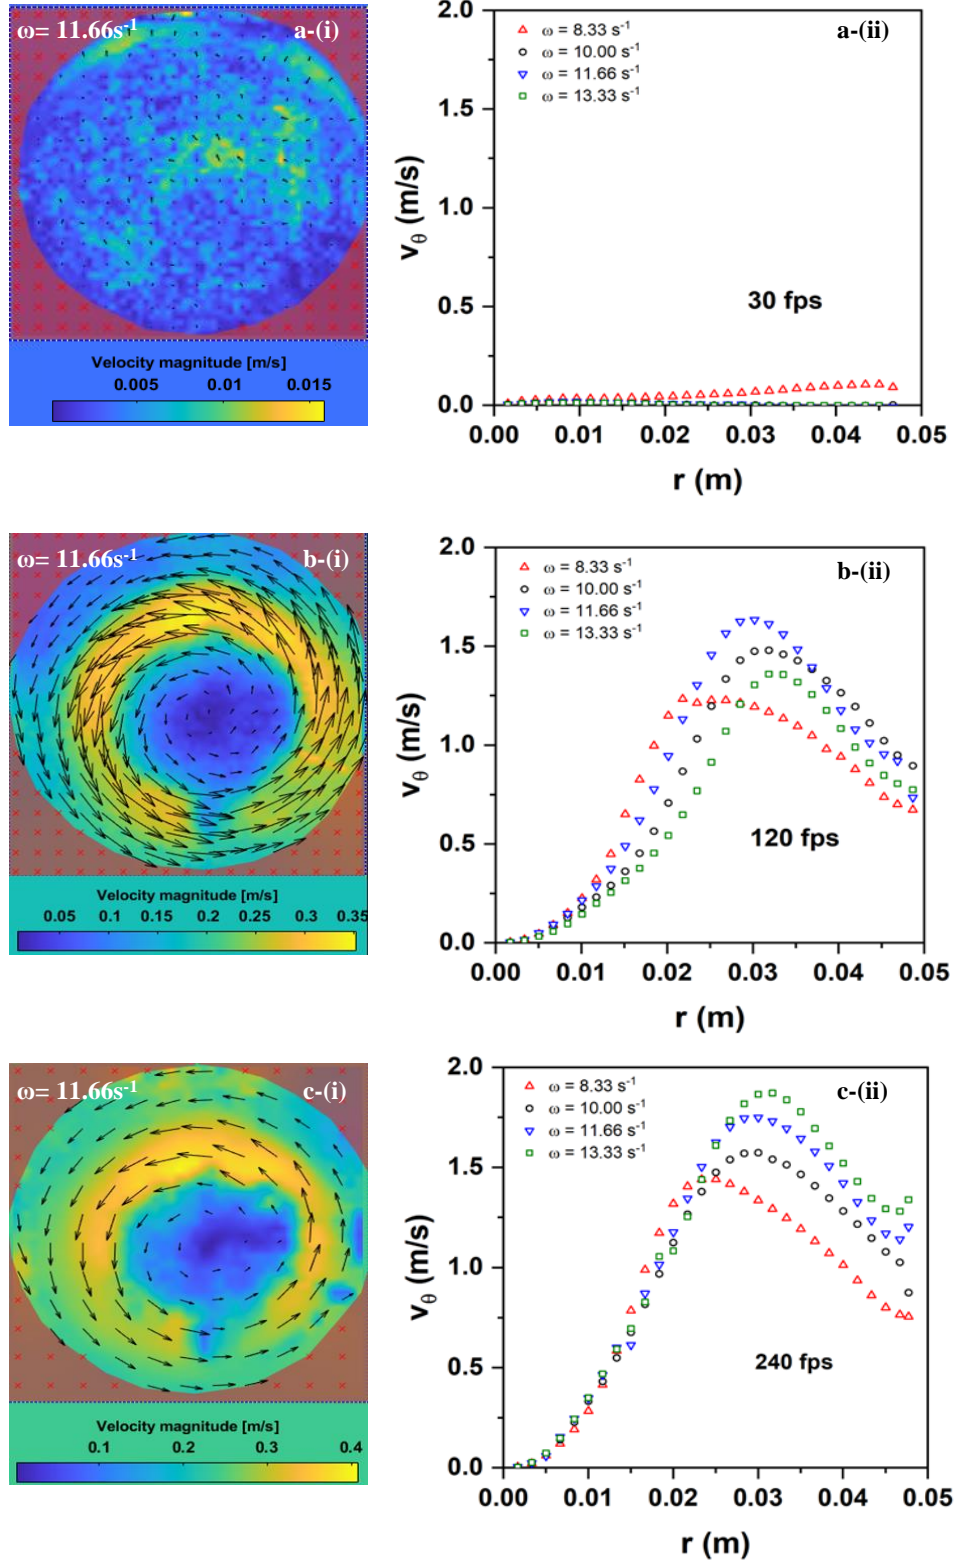 ω= 11.66s⁻¹ a-(i)
Velocity magnitude [m/s]
0.005 0.01 0.015
a-(ii)
ω = 8.33 s⁻¹
ω = 10.00 s⁻¹
ω = 11.66 s⁻¹
ω = 13.33 s⁻¹
2.0
1.5
1.0
0.5
0.0
vθ (m/s)
30 fps
0.00 0.01 0.02 0.03 0.04 0.05
r (m)
ω= 11.66s⁻¹ b-(i)
Velocity magnitude [m/s]
0.05 0.1 0.15 0.2 0.25 0.3 0.35
b-(ii)
ω = 8.33 s⁻¹
ω = 10.00 s⁻¹
ω = 11.66 s⁻¹
ω = 13.33 s⁻¹
2.0
1.5
1.0
0.5
0.0
vθ (m/s)
120 fps
0.00 0.01 0.02 0.03 0.04 0.05
r (m)
ω= 11.66s⁻¹ c-(i)
Velocity magnitude [m/s]
0.1 0.2 0.3 0.4
c-(ii)
ω = 8.33 s⁻¹
ω = 10.00 s⁻¹
ω = 11.66 s⁻¹
ω = 13.33 s⁻¹
2.0
1.5
1.0
0.5
0.0
vθ (m/s)
240 fps
0.00 0.01 0.02 0.03 0.04 0.05
r (m)